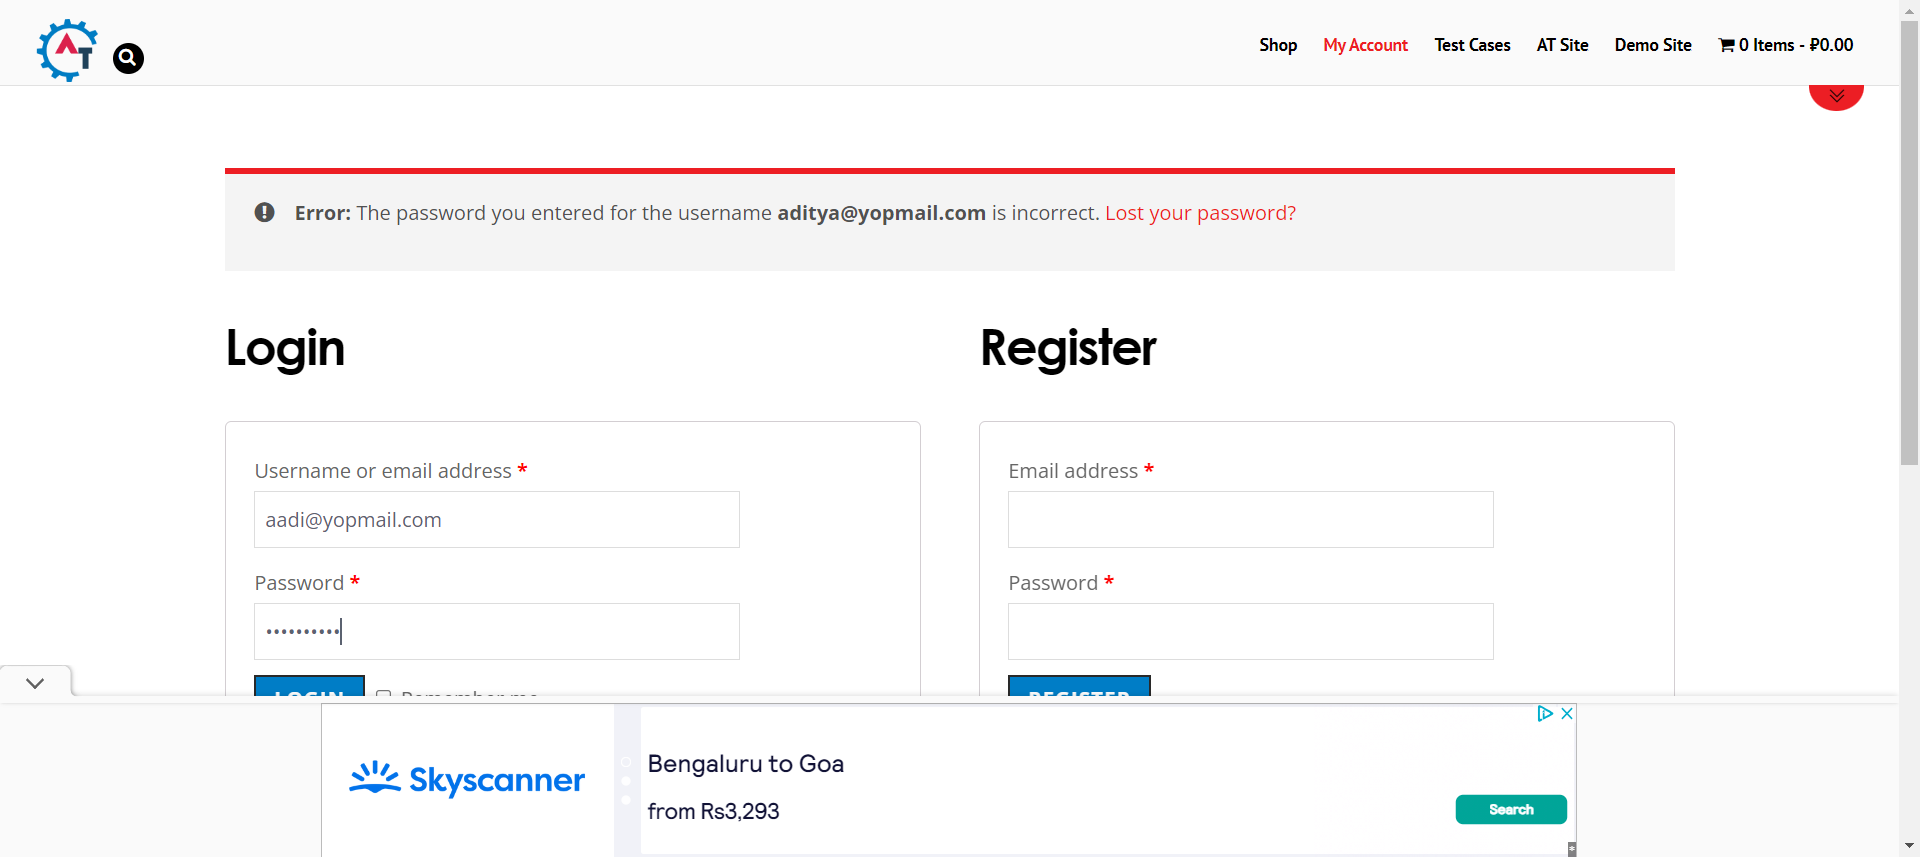 AT
Shop
My Account
Test Cases
AT Site
Demo Site
0 Items - ₽0.00
Error: The password you entered for the username aditya@yopmail.com is incorrect. Lost your password?
Login
Username or email address *
aadi@yopmail.com
Password *
••••••••••
LOGIN
Remember me
Register
Email address *
Password *
REGISTER
Skyscanner
Bengaluru to Goa
from Rs3,293
Search